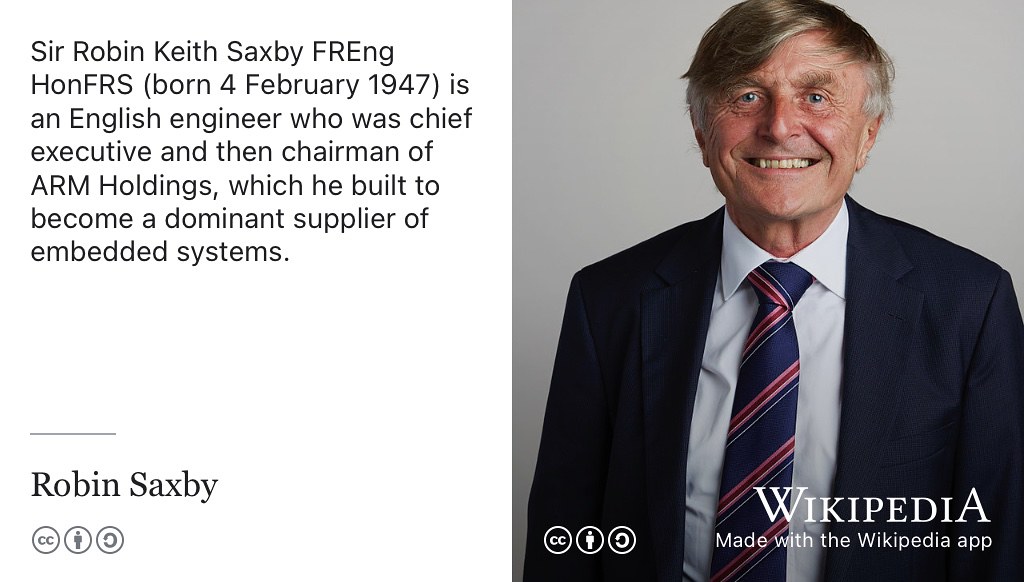 Sir Robin Keith Saxby FREng
HonFRS (born 4 February 1947) is
an English engineer who was chief
executive and then chairman of
ARM Holdings, which he built to
become a dominant supplier of
embedded systems.
Robin Saxby
cc
cc
WIKIPEDIA
Made with the Wikipedia app